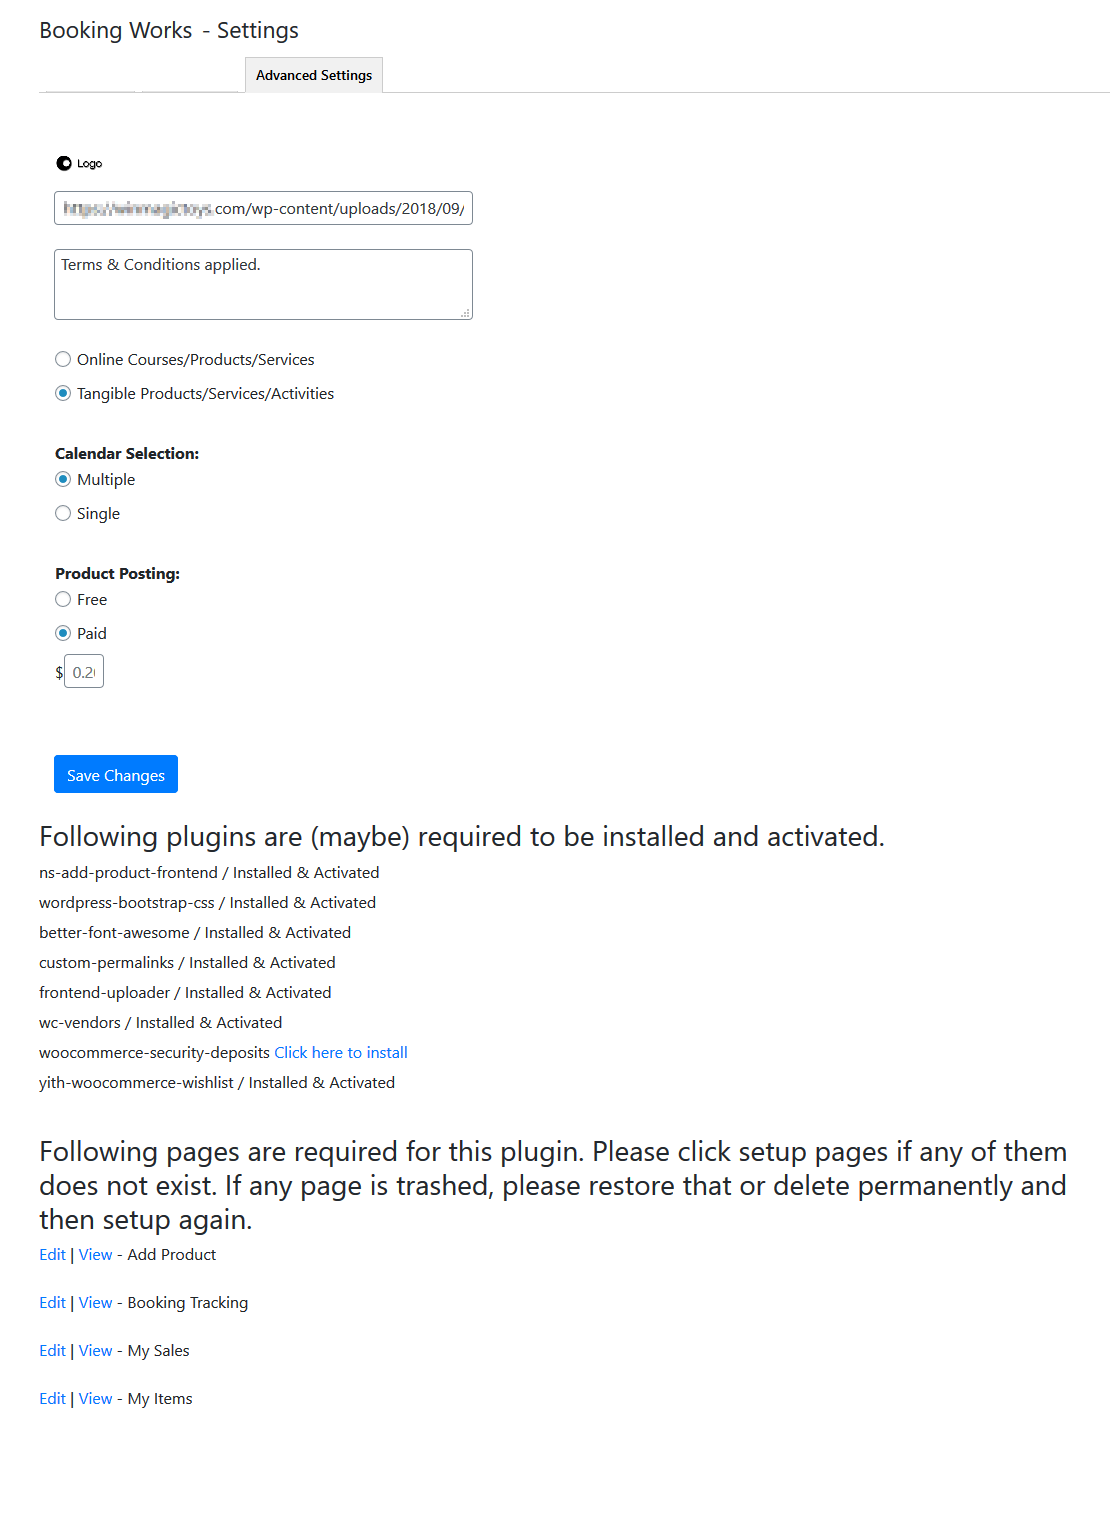 Booking Works - Settings
Advanced Settings
Logo
.com/wp-content/uploads/2018/09/
Terms & Conditions applied.
Online Courses/Products/Services
Tangible Products/Services/Activities
Calendar Selection:
Multiple
Single
Product Posting:
Free
Paid
$ 0.2
Save Changes
Following plugins are (maybe) required to be installed and activated.
ns-add-product-frontend / Installed & Activated
wordpress-bootstrap-css / Installed & Activated
better-font-awesome / Installed & Activated
custom-permalinks / Installed & Activated
frontend-uploader / Installed & Activated
wc-vendors / Installed & Activated
woocommerce-security-deposits Click here to install
yith-woocommerce-wishlist / Installed & Activated
Following pages are required for this plugin. Please click setup pages if any of them
does not exist. If any page is trashed, please restore that or delete permanently and
then setup again.
Edit | View - Add Product
Edit | View - Booking Tracking
Edit | View - My Sales
Edit | View - My Items